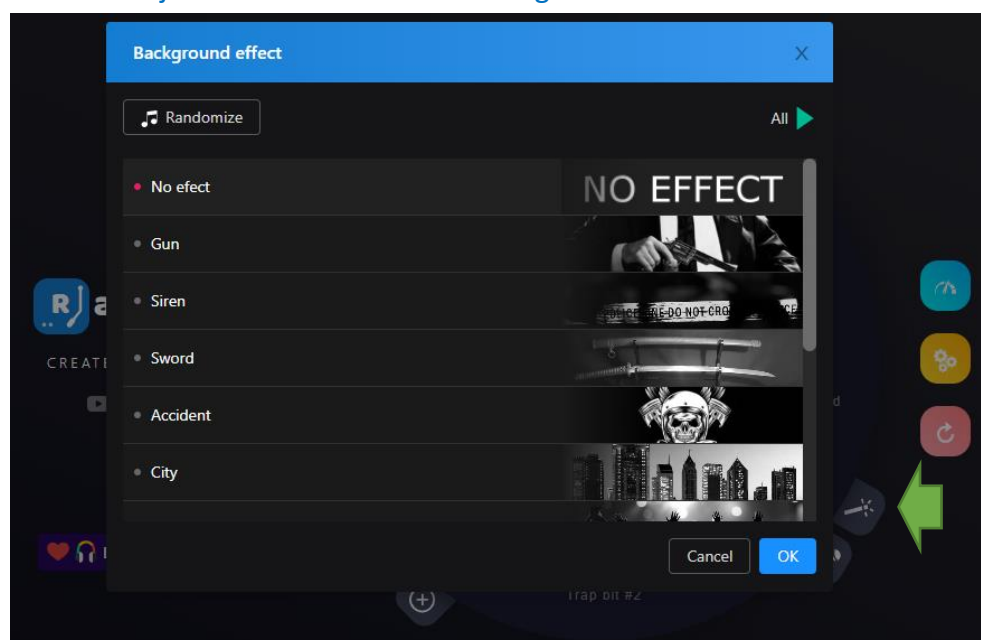 Background effect
X
Randomize
All
No efect
NO EFFECT
Gun
Siren
Sword
Accident
City
R
CREATE
Cancel
OK
Trap bit #2